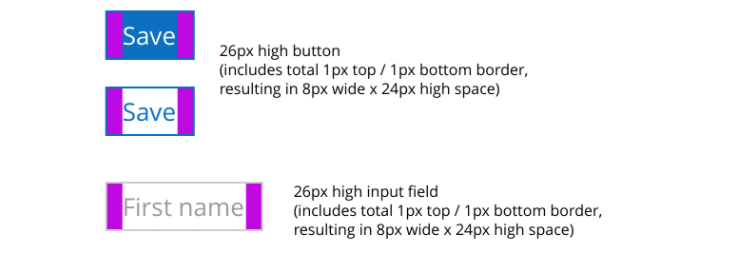 Save
26px high button
(includes total 1px top / 1px bottom border,
resulting in 8px wide x 24px high space)
Save
First name
26px high input field
(includes total 1px top / 1px bottom border,
resulting in 8px wide x 24px high space)